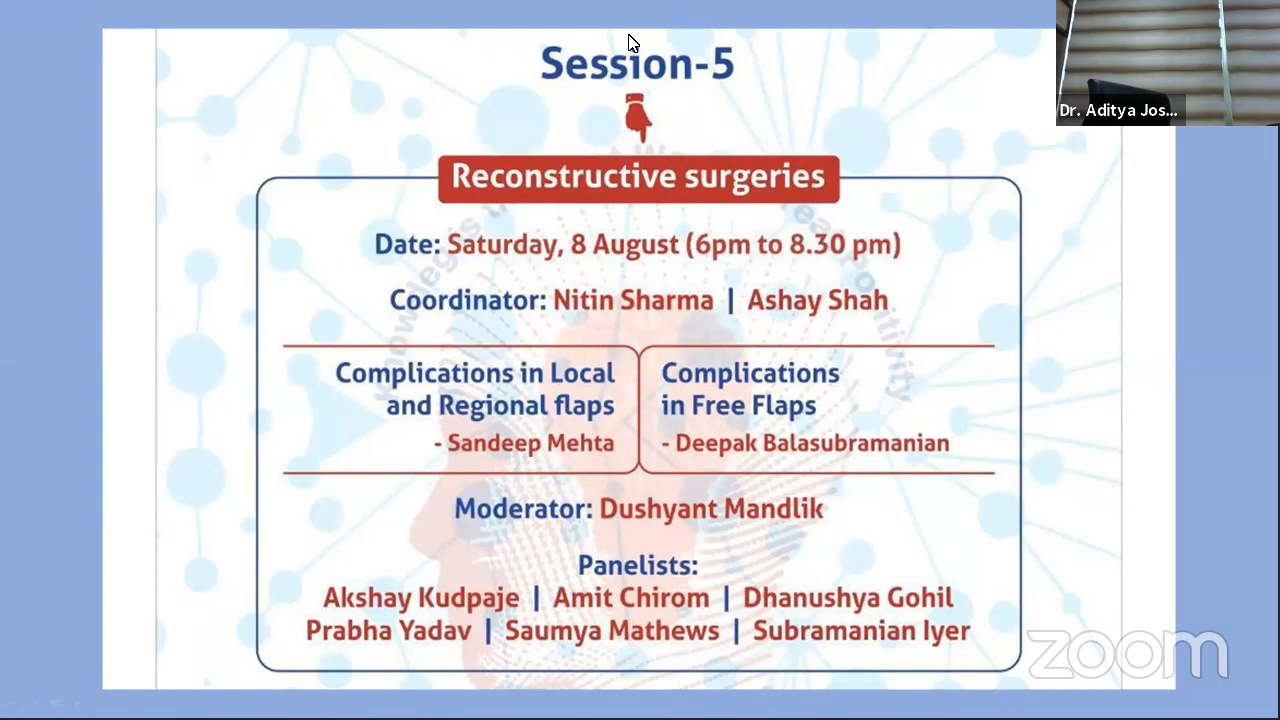 Session-5
Dr. Aditya Jos...
Reconstructive surgeries
Date: Saturday, 8 August (6pm to 8.30 pm)
Coordinator: Nitin Sharma | Ashay Shah
Complications in Local
and Regional flaps
- Sandeep Mehta
Complications
in Free Flaps
- Deepak Balasubramanian
Moderator: Dushyant Mandlik
Panelists:
Akshay Kudpaje | Amit Chirom | Dhanushya Gohil
Prabha Yadav | Saumya Mathews | Subramanian Iyer
zoom